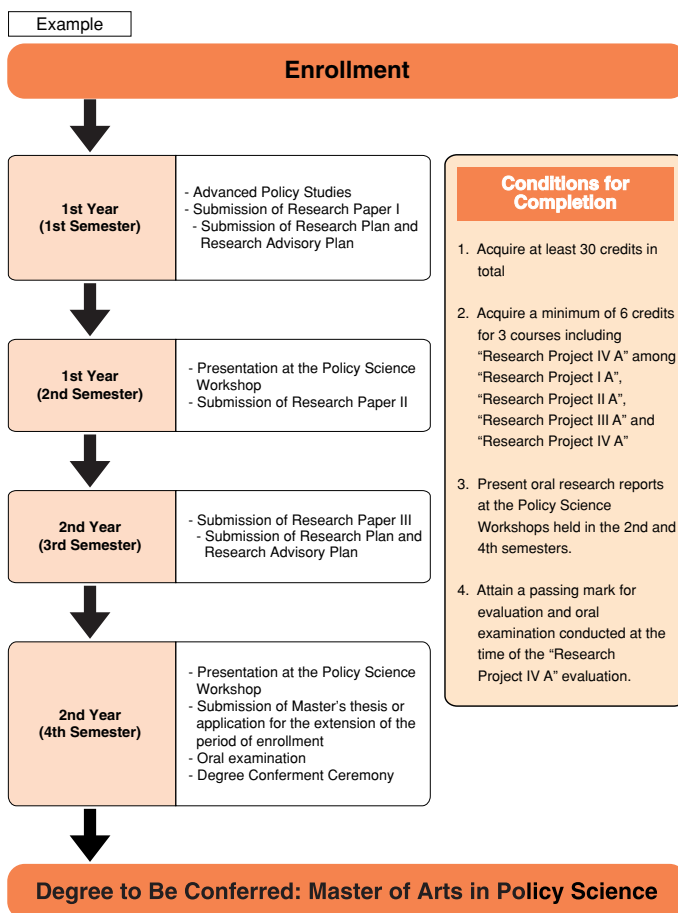 Example
Enrollment
1st Year
(1st Semester)
- Advanced Policy Studies
- Submission of Research Paper I
- Submission of Research Plan and
Research Advisory Plan
1st Year
(2nd Semester)
- Presentation at the Policy Science
Workshop
- Submission of Research Paper II
2nd Year
(3rd Semester)
- Submission of Research Paper III
- Submission of Research Plan and
Research Advisory Plan
2nd Year
(4th Semester)
- Presentation at the Policy Science
Workshop
- Submission of Master's thesis or
application for the extension of the
period of enrollment
- Oral examination
- Degree Conferment Ceremony
Conditions for
Completion
1. Acquire at least 30 credits in
total
2. Acquire a minimum of 6 credits
for 3 courses including
“Research Project IV A” among
“Research Project I A”,
“Research Project II A”,
“Research Project III A” and
“Research Project IV A”
3. Present oral research reports
at the Policy Science
Workshops held in the 2nd and
4th semesters.
4. Attain a passing mark for
evaluation and oral
examination conducted at the
time of the “Research
Project IV A” evaluation.
Degree to Be Conferred: Master of Arts in Policy Science